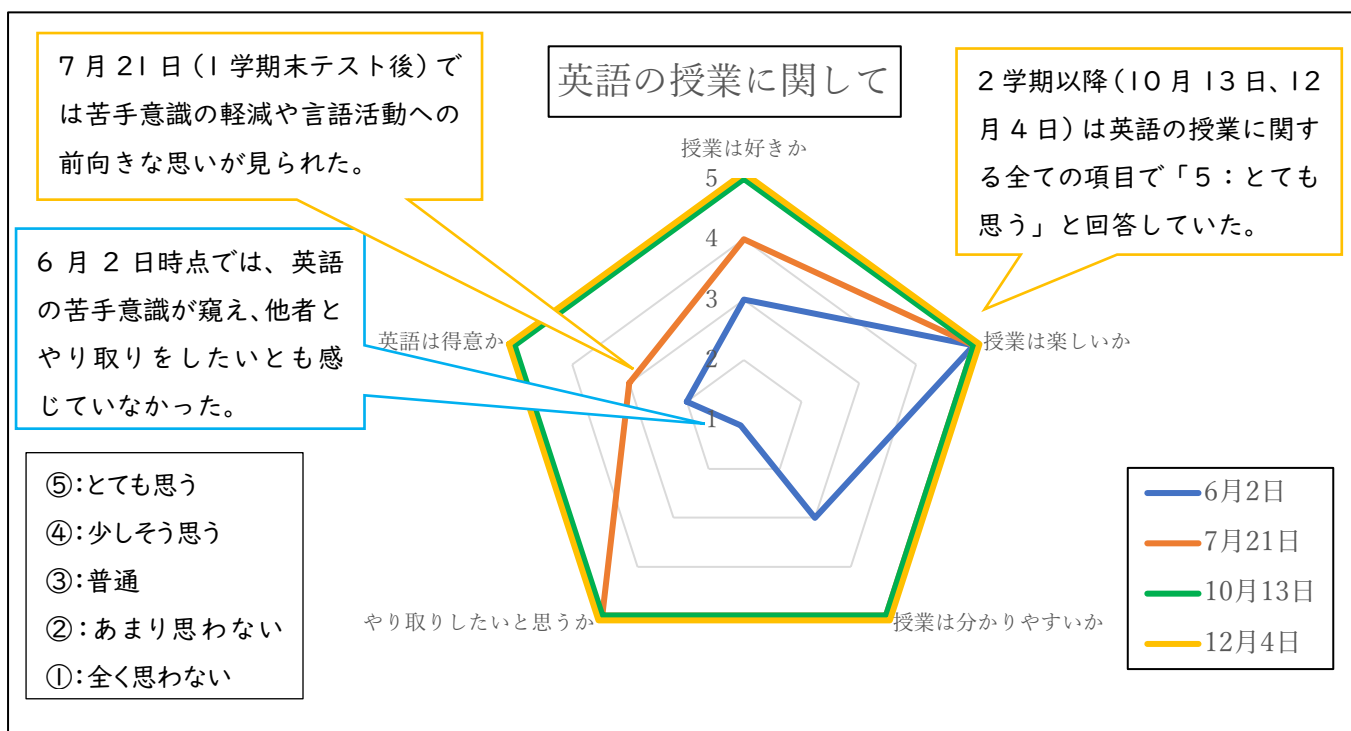 英語の授業に関して
7月21日(1学期末テスト後)で
は苦手意識の軽減や言語活動への
前向きな思いが見られた。
2学期以降(10月13日、12
月4日)は英語の授業に関す
る全ての項目で「5:とても
思う」と回答していた。
6月2日時点では、英語
の苦手意識が窺え、他者と
やり取りをしたいとも感
じていなかった。
授業は好きか
5
4
3
2
1
授業は楽しいか
授業は分かりやすいか
やり取りしたいと思うか
英語は得意か
⑤:とても思う
④:少しそう思う
③:普通
②:あまり思わない
①:全く思わない
6月2日
7月21日
10月13日
12月4日